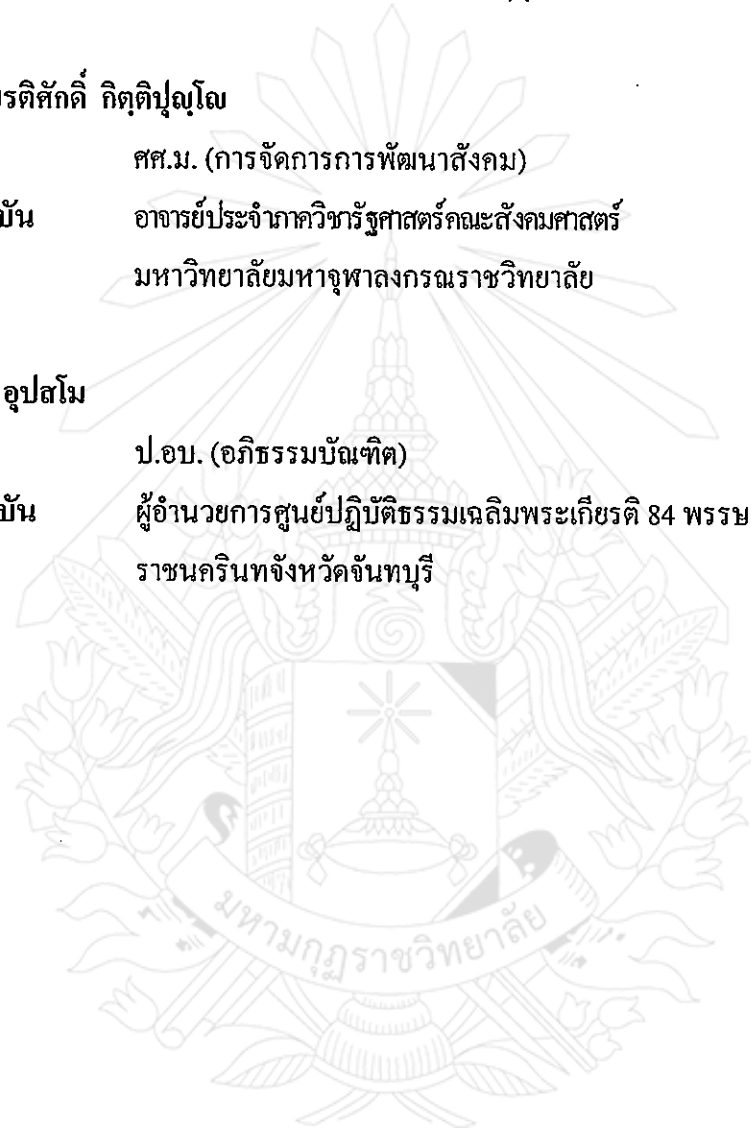 รติศักดิ์ กิตฺติปุญฺโญ
ศศ.ม. (การจัดการการพัฒนาสังคม)
บัน อาจารย์ประจำภาควิชารัฐศาสตร์คณะสังคมศาสตร์
มหาวิทยาลัยมหาจุฬาลงกรณราชวิทยาลัย
อุปสโม
ป.อบ. (อภิธรรมบัณฑิต)
บัน ผู้อำนวยการศูนย์ปฏิบัติธรรมเฉลิมพระเกียรติ 84 พรรษ
ราชนครินทจังหวัดจันทบุรี
มหามกุฏราชวิทยาลัย